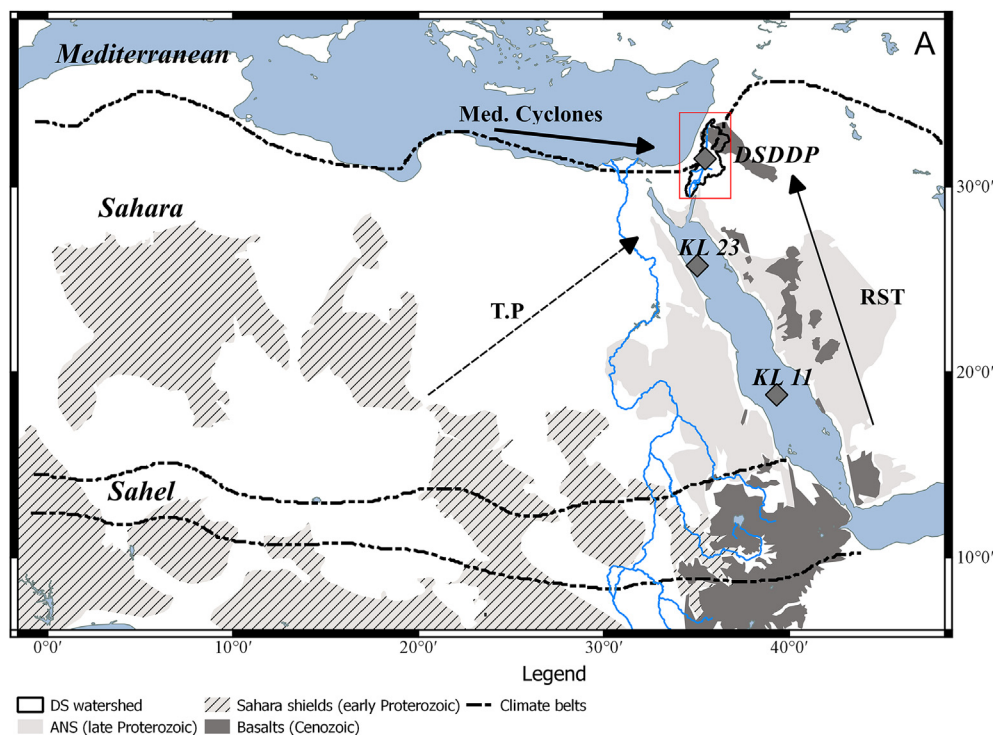 A
Mediterranean
Med. Cyclones
DSDDP
30°0'
Sahara
KL 23
T.P
RST
20°0'
KL 11
Sahel
10°0'
0°0' 10°0' 20°0' 30°0' 40°0'
Legend
DS watershed Sahara shields (early Proterozoic) Climate belts
ANS (late Proterozoic) Basalts (Cenozoic)